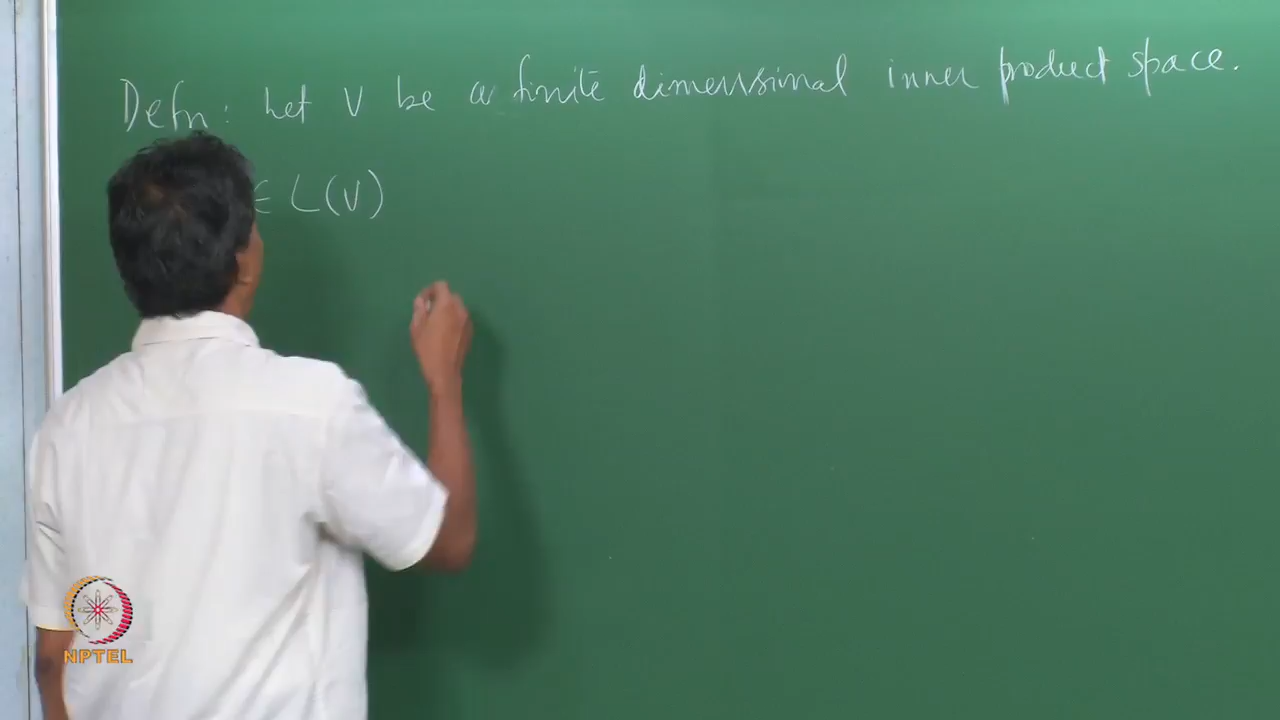 Defn: Let V be a finite dimensional inner product space.
∈ L(V)
NPTEL